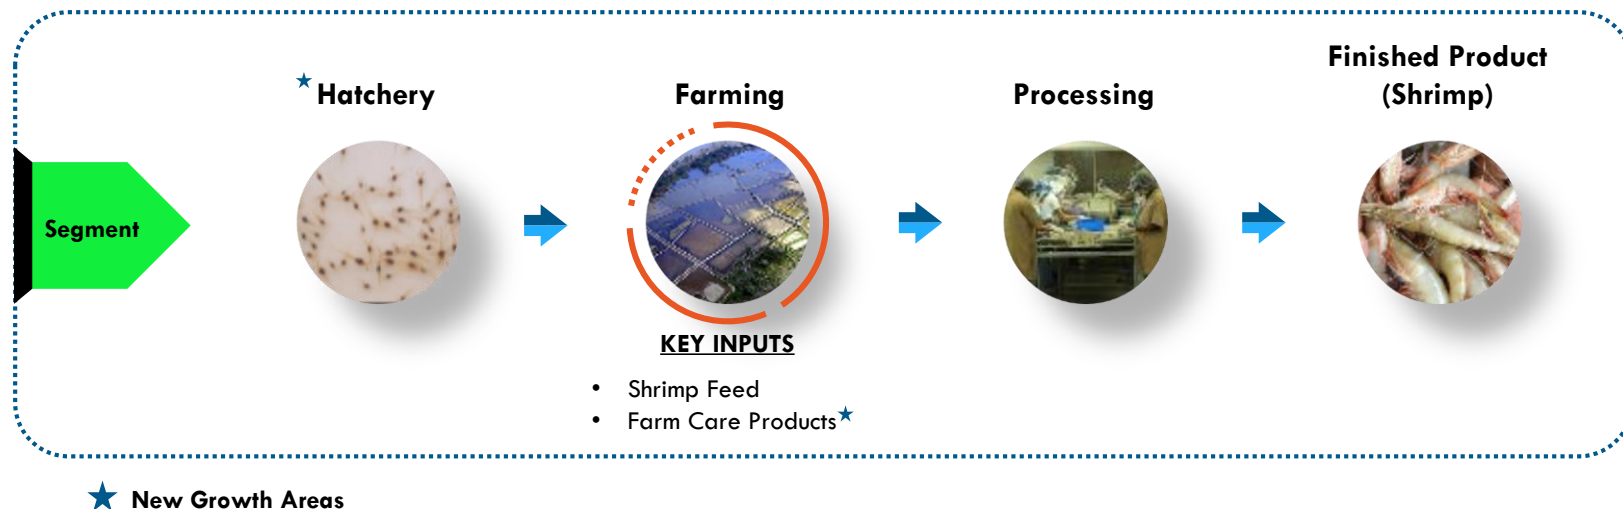 Finished Product
(Shrimp)
Hatchery
Farming
Processing
Segment
KEY INPUTS
• Shrimp Feed
• Farm Care Products
New Growth Areas